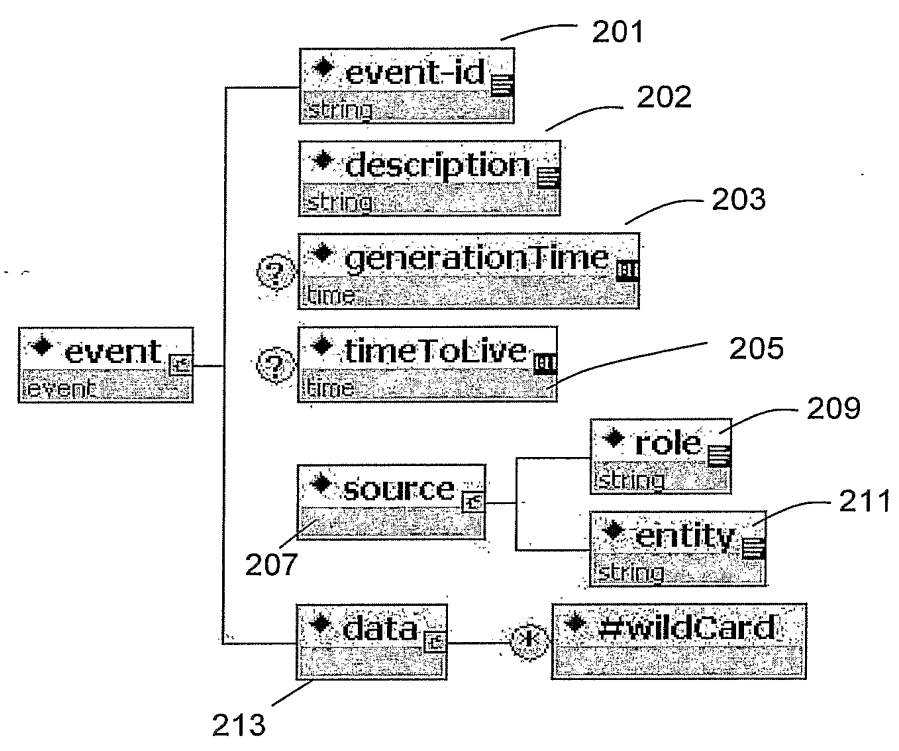 201
event-id
string
202
description
string
203
? generationTime
time
event
event
? timeToLive
time
205
209
role
string
source
207
211
entity
string
data
* #wildCard
213